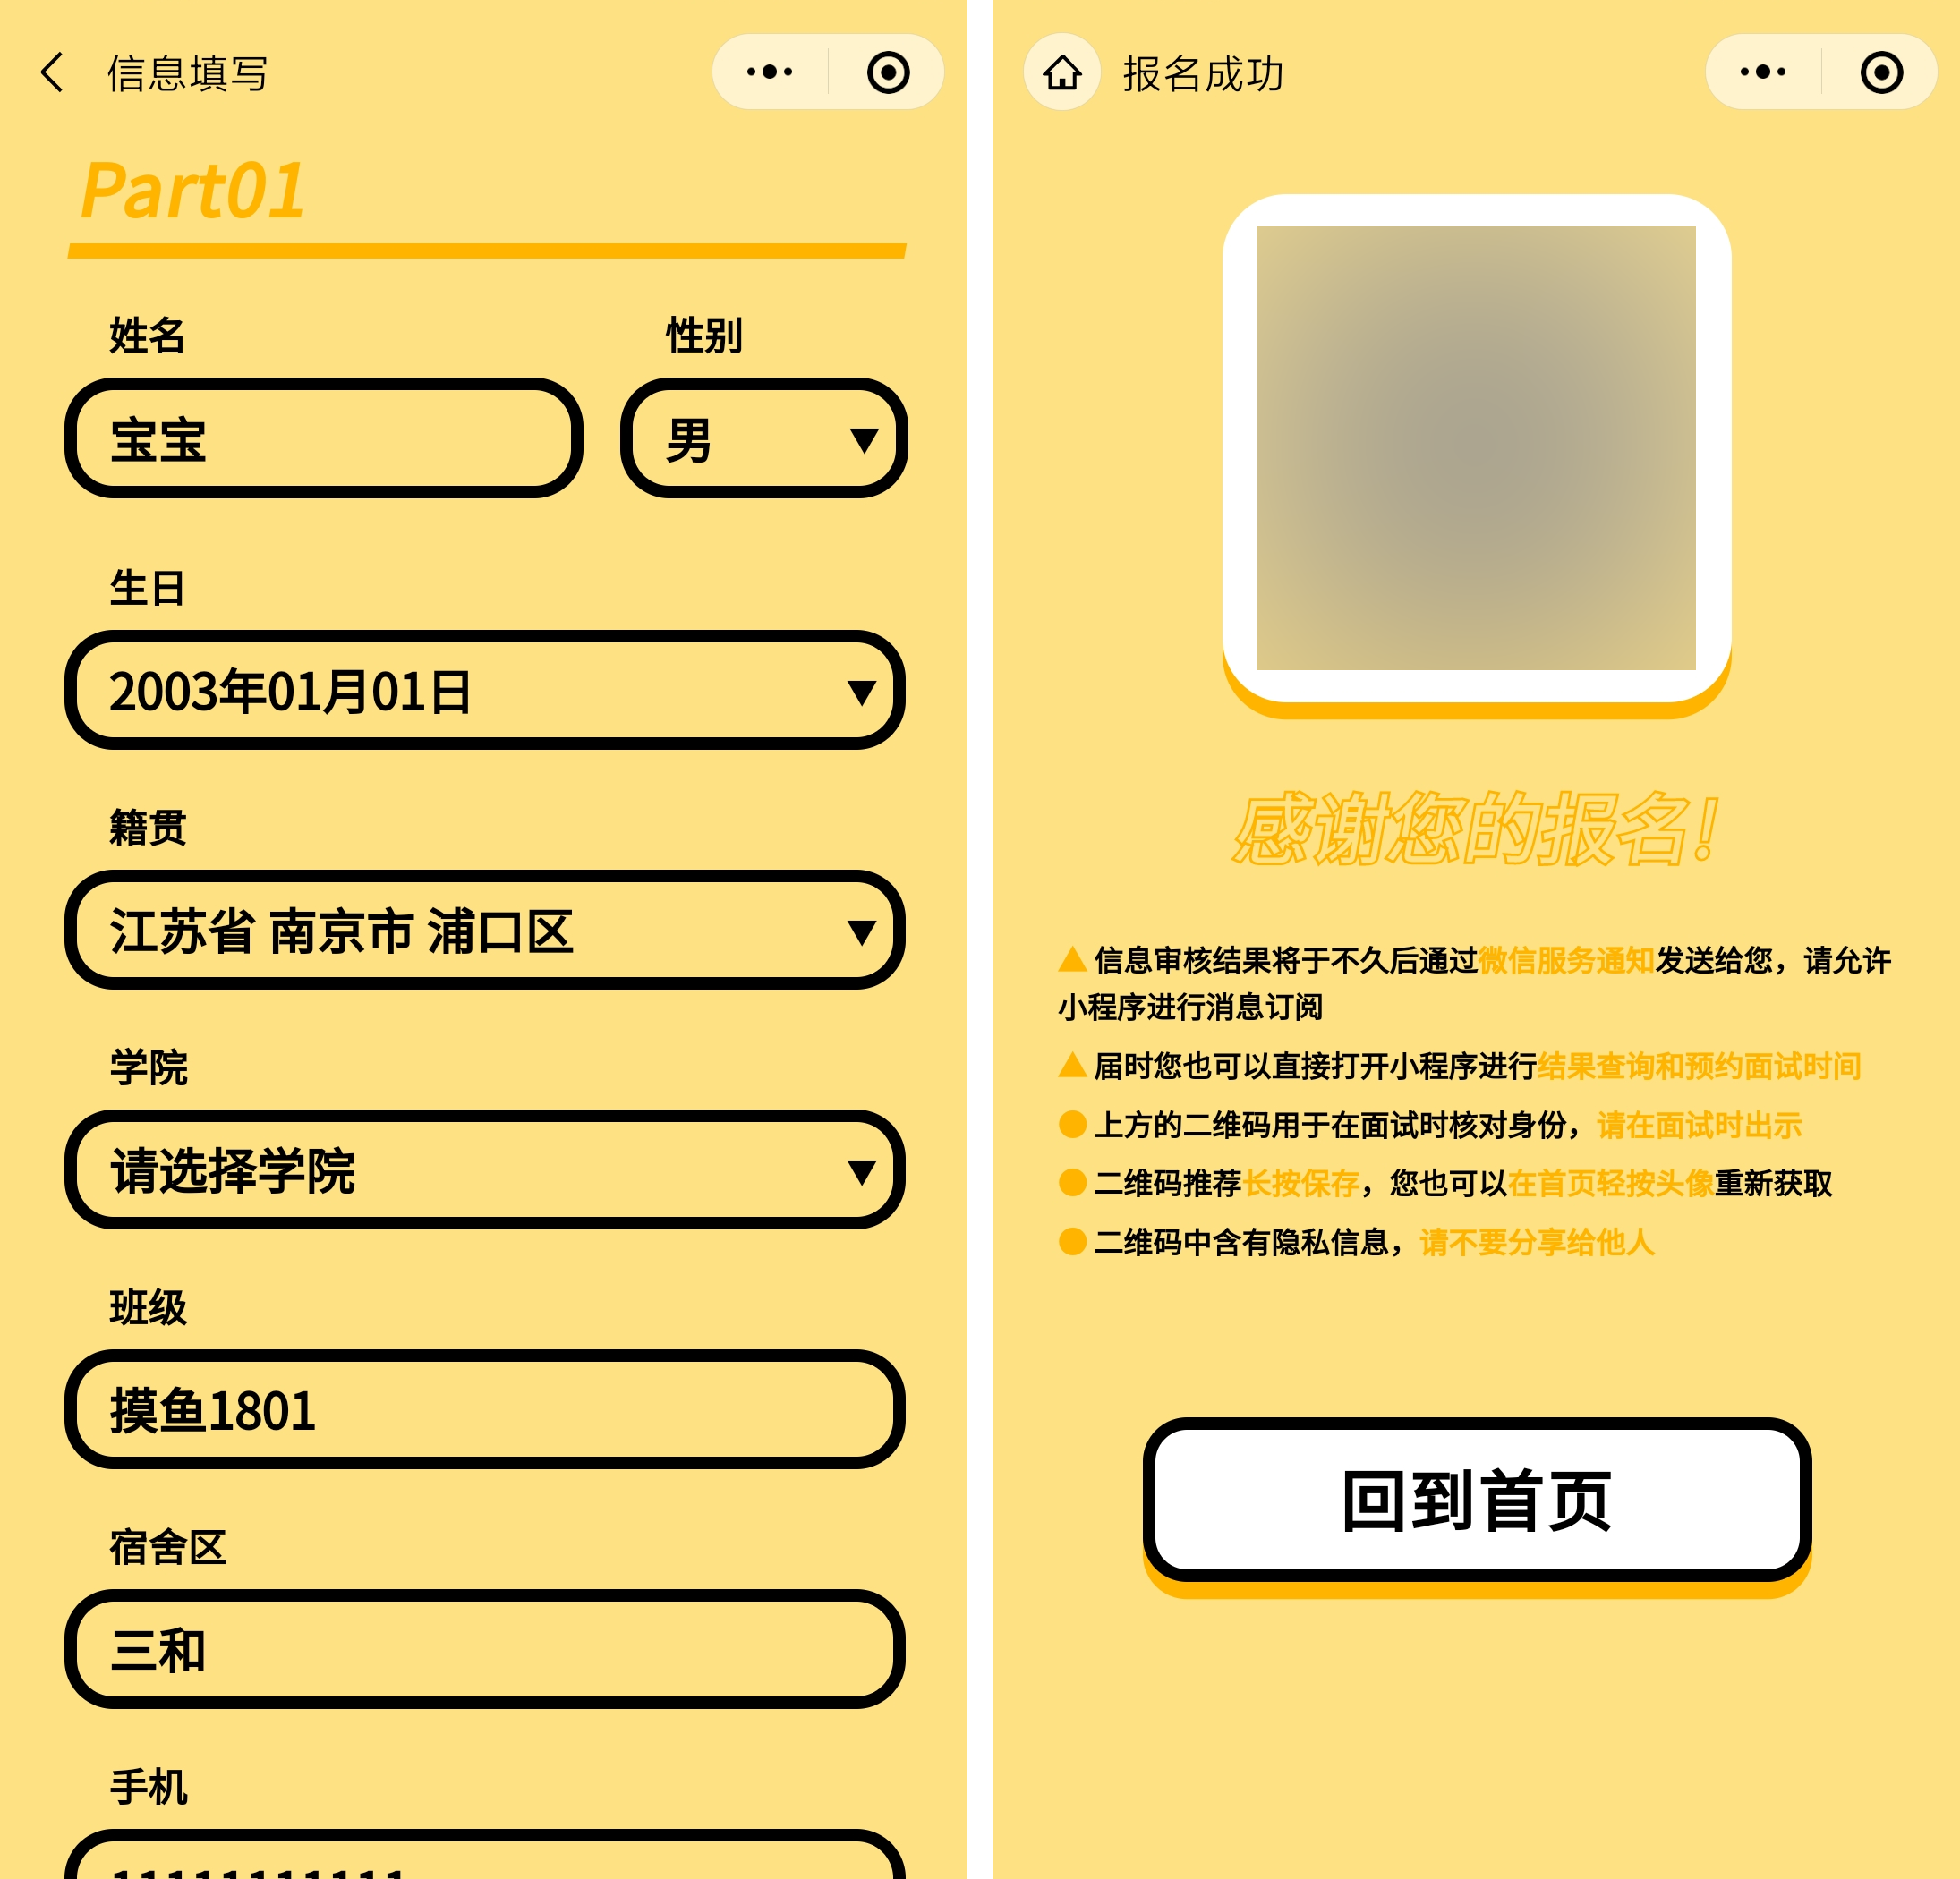 信息填写
Part01
姓名
性别
宝宝
男
生日
2003年01月01日
籍贯
江苏省 南京市 浦口区
学院
请选择学院
班级
摸鱼1801
宿舍区
三和
手机
11111111111
报名成功
感谢您的报名！
信息审核结果将于不久后通过微信服务通知发送给您，请允许
小程序进行消息订阅
届时您也可以直接打开小程序进行结果查询和预约面试时间
上方的二维码用于在面试时核对身份，请在面试时出示
二维码推荐长按保存，您也可以在首页轻按头像重新获取
二维码中含有隐私信息，请不要分享给他人
回到首页